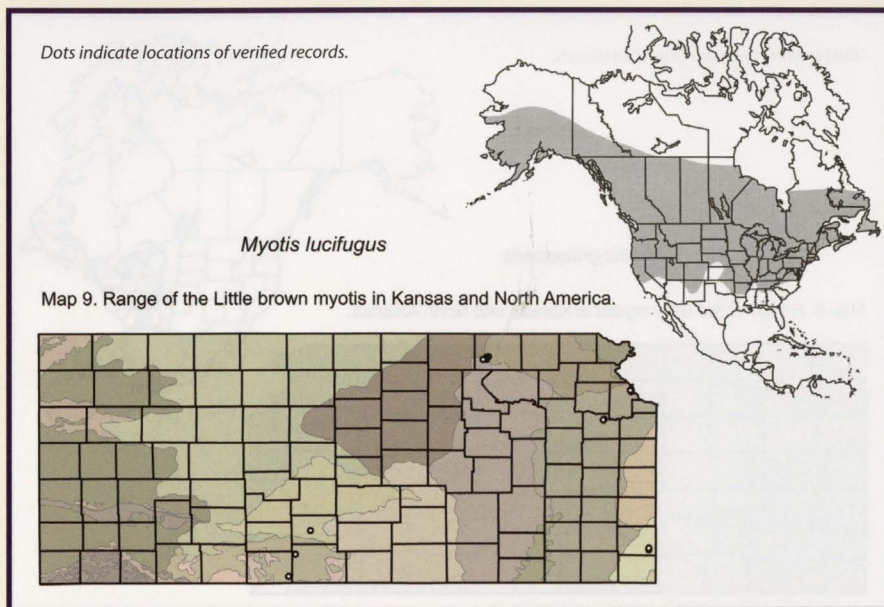 Dots indicate locations of verified records.
Myotis lucifugus
Map 9. Range of the Little brown myotis in Kansas and North America.